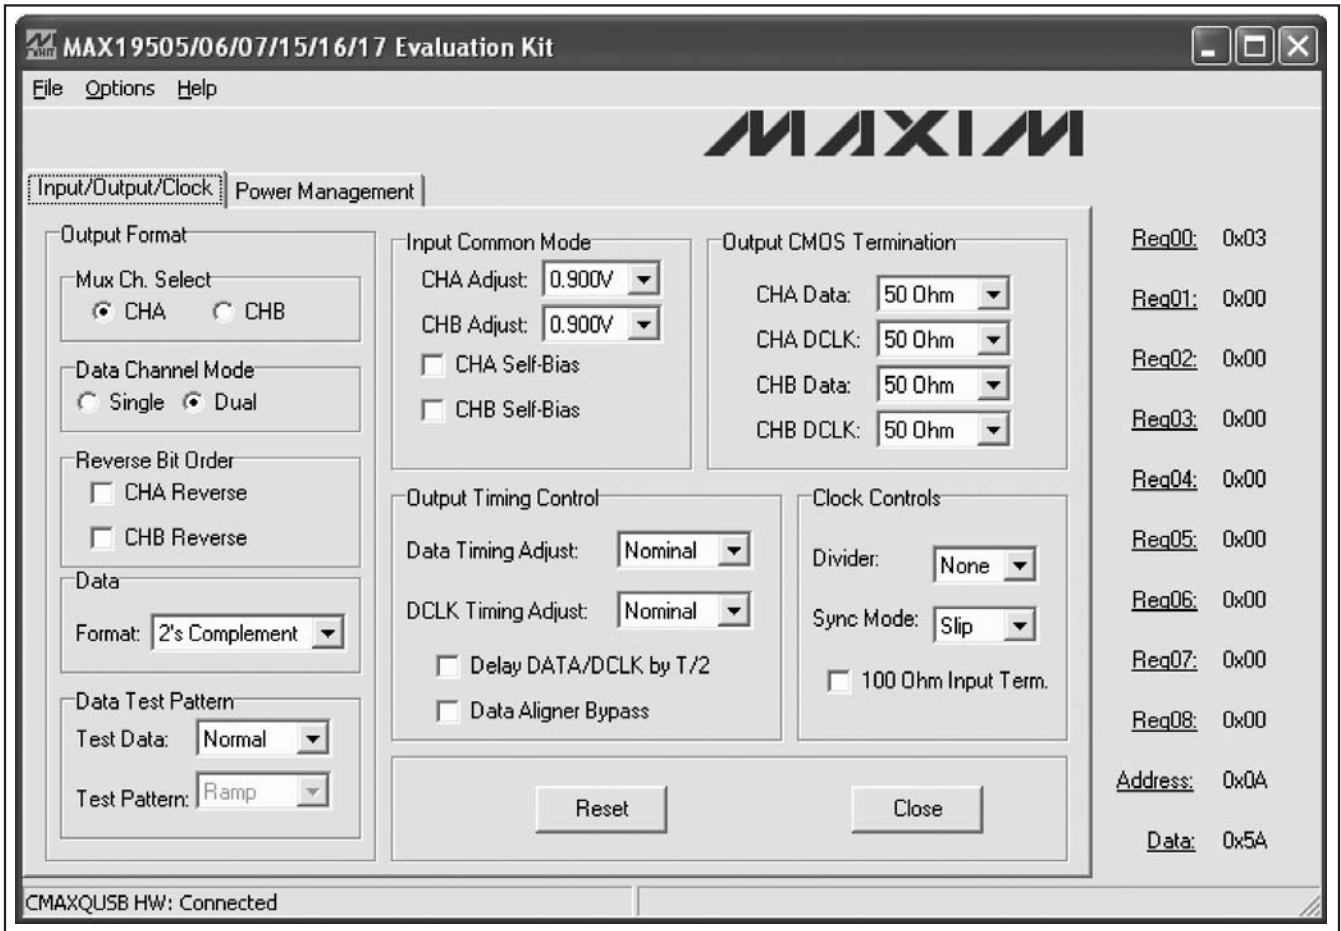 MAX19505/06/07/15/16/17 Evaluation Kit
File Options Help
MAXIM
Input/Output/Clock Power Management
Output Format
Mux Ch. Select
CHA CHB
Data Channel Mode
Single Dual
Reverse Bit Order
CHA Reverse
CHB Reverse
Data
Format: 2's Complement
Data Test Pattern
Test Data: Normal
Test Pattern: Ramp
Input Common Mode
CHA Adjust: 0.900V
CHB Adjust: 0.900V
CHA Self-Bias
CHB Self-Bias
Output CMOS Termination
CHA Data: 50 Ohm
CHA DCLK: 50 Ohm
CHB Data: 50 Ohm
CHB DCLK: 50 Ohm
Output Timing Control
Data Timing Adjust: Nominal
DCLK Timing Adjust: Nominal
Delay DATA/DCLK by T/2
Data Aligner Bypass
Clock Controls
Divider: None
Sync Mode: Slip
100 Ohm Input Term.
Reset Close
Reg00: 0x03
Reg01: 0x00
Reg02: 0x00
Reg03: 0x00
Reg04: 0x00
Reg05: 0x00
Reg06: 0x00
Reg07: 0x00
Reg08: 0x00
Address: 0x0A
Data: 0x5A
CMAXQUSB HW: Connected